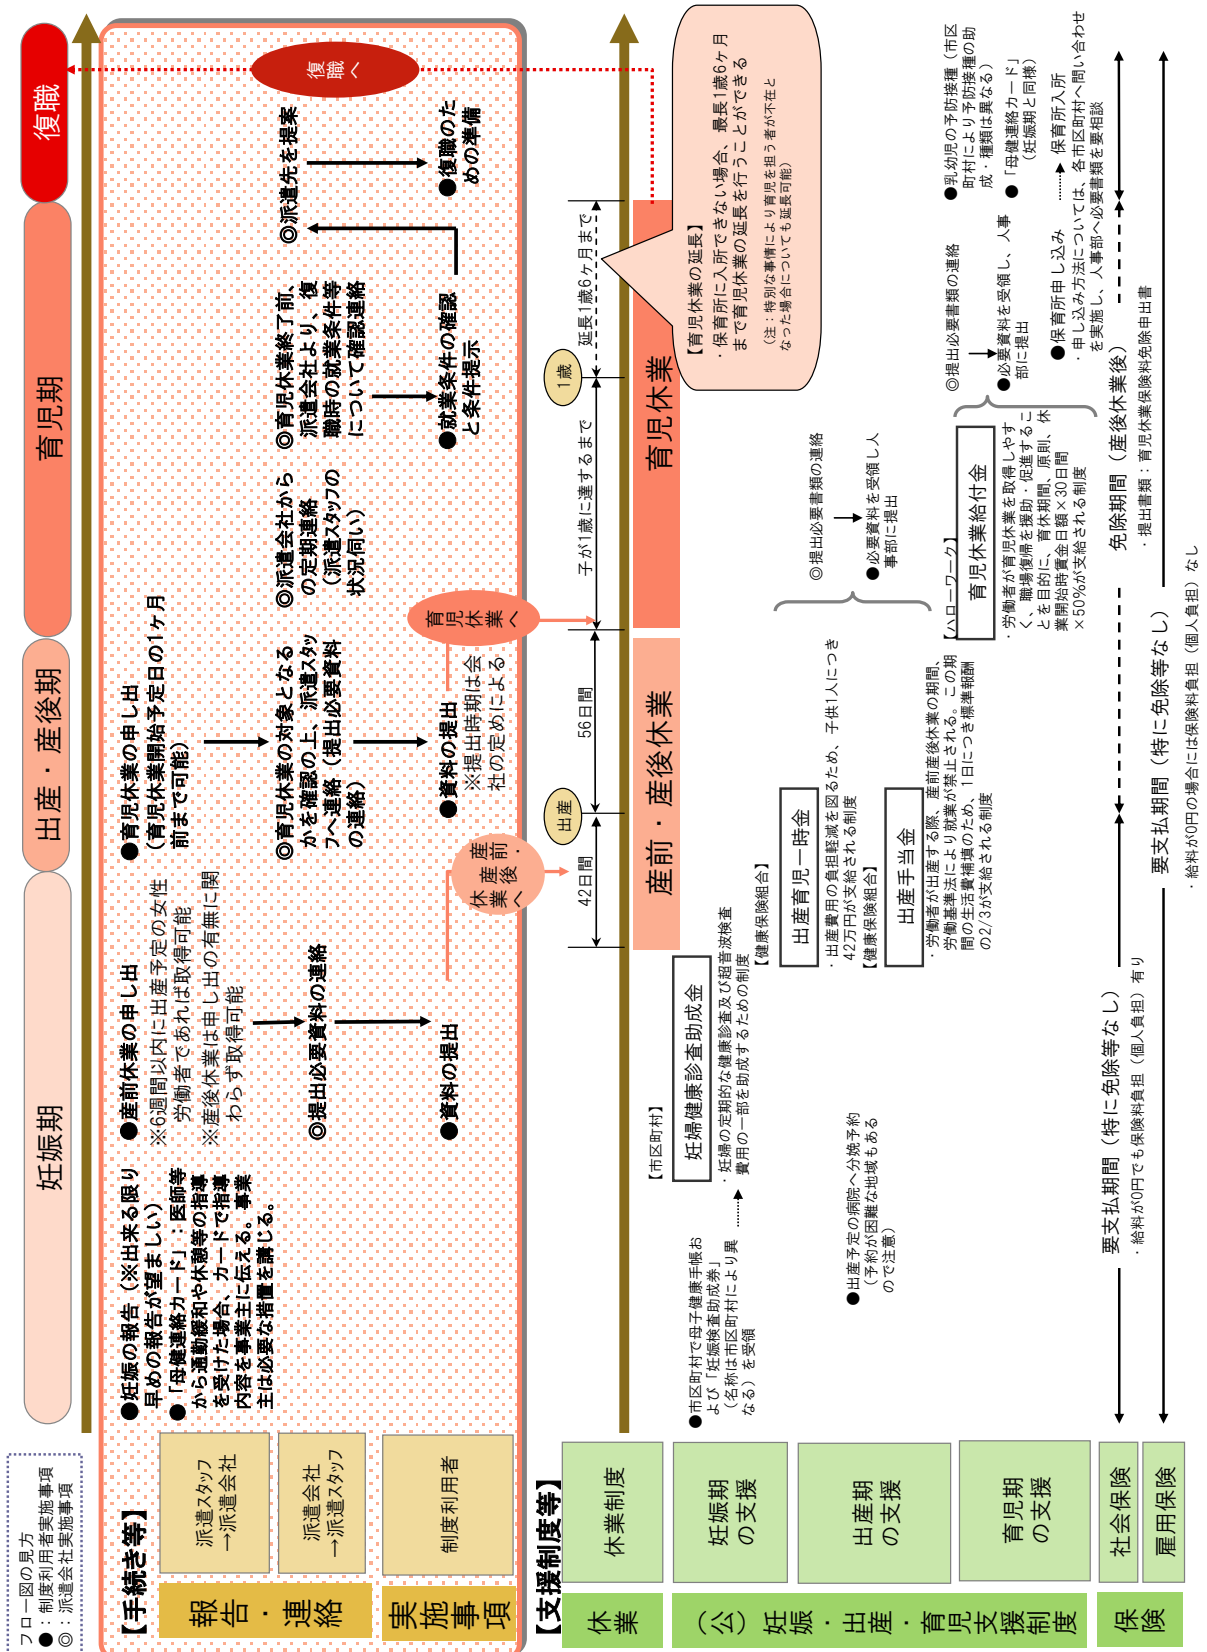 フロー図の見方
●：制度利用者実施事項
◎：派遣会社実施事項
妊娠期
出産・産後期
育児期
復職
【手続き等】
報告・連絡
実施事項
派遣スタッフ
→派遣会社
派遣会社
→派遣スタッフ
制度利用者
●妊娠の報告（※出来る限り
早めの報告が望ましい）
●「母健連絡カード」：医師等
から通勤緩和や休憩等の指導
を受けた場合、カードで指導
内容を事業主に伝える。事業
主は必要な措置を講じる。
●産前休業の申し出
※6週間以内に出産予定の女性
労働者であれば取得可能
※産後休業は申し出の有無に関
わらず取得可能
◎提出必要資料の連絡
●資料の提出
産前・
産後
休業へ
●育児休業の申し出
（育児休業開始予定日の1ヶ月
前まで可能）
◎育児休業の対象となる
かを確認の上、派遣スタッ
フへ連絡（提出必要資料
の連絡）
●資料の提出
※提出時期は会
社の定めによる
育児
休業
へ
◎派遣会社から
の定期連絡
（派遣スタッフの
状況伺い）
◎育児休業終了前、
派遣会社より、復
職時の就業条件等
について確認連絡
●就業条件の確認
と条件提示
◎派遣先を提案
●復職のた
めの準備
復職
へ
【支援制度等】
休業
（公）妊娠・出産・育児支援制度
保険
休業制度
妊娠期
の支援
出産期
の支援
育児期
の支援
社会保険
雇用保険
42日間
出産
56日間
子が1歳に達するまで
1歳
延長1歳6ヶ月まで
産前・産後休業
育児休業
【育児休業の延長】
・保育所に入所できない場合、最長1歳6ヶ月
まで育児休業の延長を行うことができる
（注：特別な事情により育児を担う者が不在と
なった場合についても延長可能）
●市区町村で母子健康手帳お
よび「妊娠検査助成券」
（名称は市区町村により異
なる）を受領
【市区町村】
妊婦健康診査助成金
・妊婦の定期的な健康診査及び超音波検査
費用の一部を助成するための制度
●出産予定の病院へ分娩予約
（予約が困難な地域もある
ので注意）
【健康保険組合】
出産育児一時金
・出産費用の負担軽減を図るため、子供1人につき
42万円が支給される制度
【健康保険組合】
出産手当金
・労働者が出産する際、産前産後休業の期間、
労働基準法により就業が禁止される。この期
間の生活費補填のため、1日につき標準報酬
の2/3が支給される制度
◎提出必要書類の連絡
●必要資料を受領し人
事部に提出
【ハローワーク】
育児休業給付金
・労働者が育児休業を取得しやす
く、職場復帰を援助・促進するこ
とを目的に、育休期間、原則、休
業開始時賃金日額×30日間
×50%が支給される制度
◎提出必要書類の連絡
●必要資料を受領し、人事
部に提出
●乳幼児の予防接種（市区
町村により予防接種の助
成・種類は異なる）
●「母健連絡カード」
（妊娠期と同様）
●保育所申し込み
保育所入所
・申し込み方法については、各市区町村へ問い合わせ
を実施し、人事部へ必要書類を要相談
要支払期間（特に免除等なし）
・給料が0円でも保険料負担（個人負担）有り
免除期間（産後休業後）
・提出書類：育児休業保険料免除申出書
要支払期間（特に免除等なし）
・給料が0円の場合には保険料負担（個人負担）なし